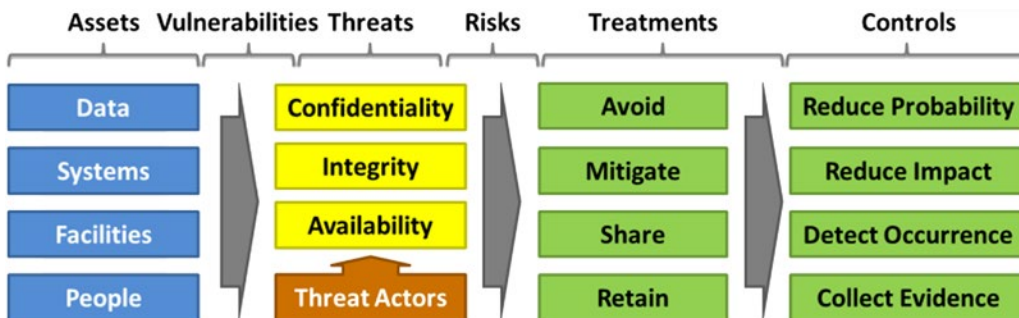 Assets Vulnerabilities Threats Risks Treatments Controls
Data Confidentiality Avoid Reduce Probability
Systems Integrity Mitigate Reduce Impact
Facilities Availability Share Detect Occurrence
People Threat Actors Retain Collect Evidence